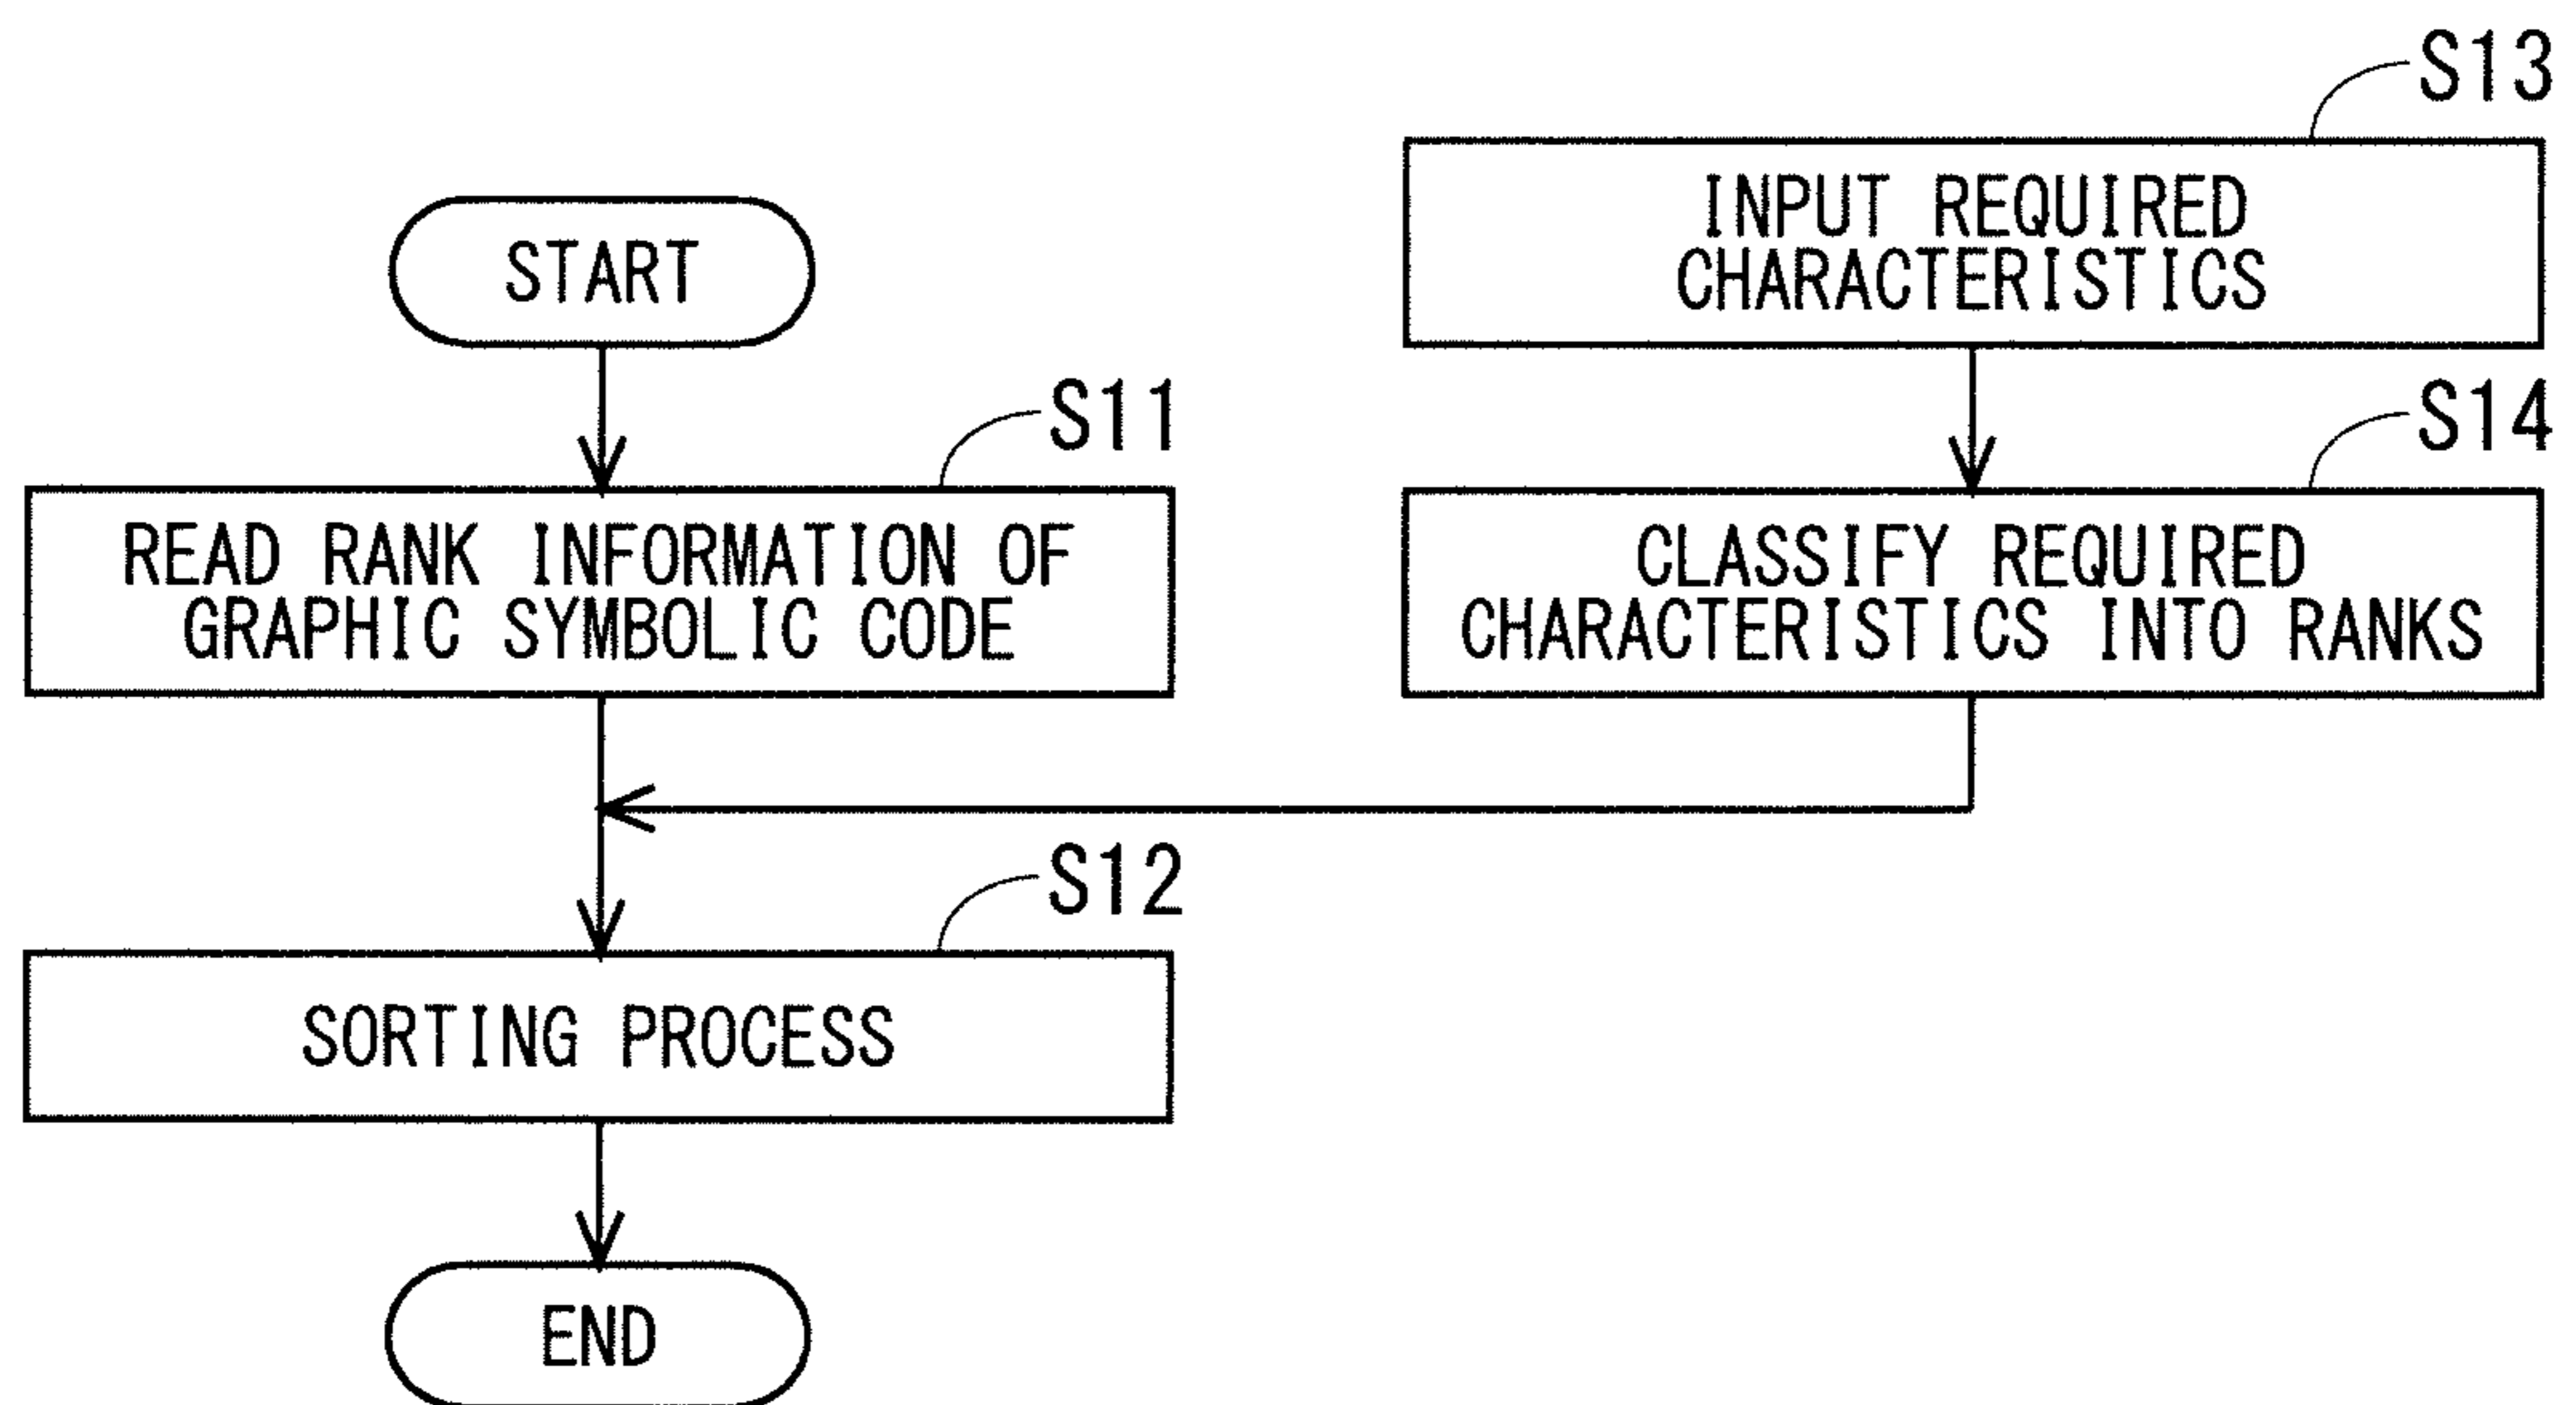 START
S11
READ RANK INFORMATION OF
GRAPHIC SYMBOLIC CODE
S12
SORTING PROCESS
END
S13
INPUT REQUIRED
CHARACTERISTICS
S14
CLASSIFY REQUIRED
CHARACTERISTICS INTO RANKS